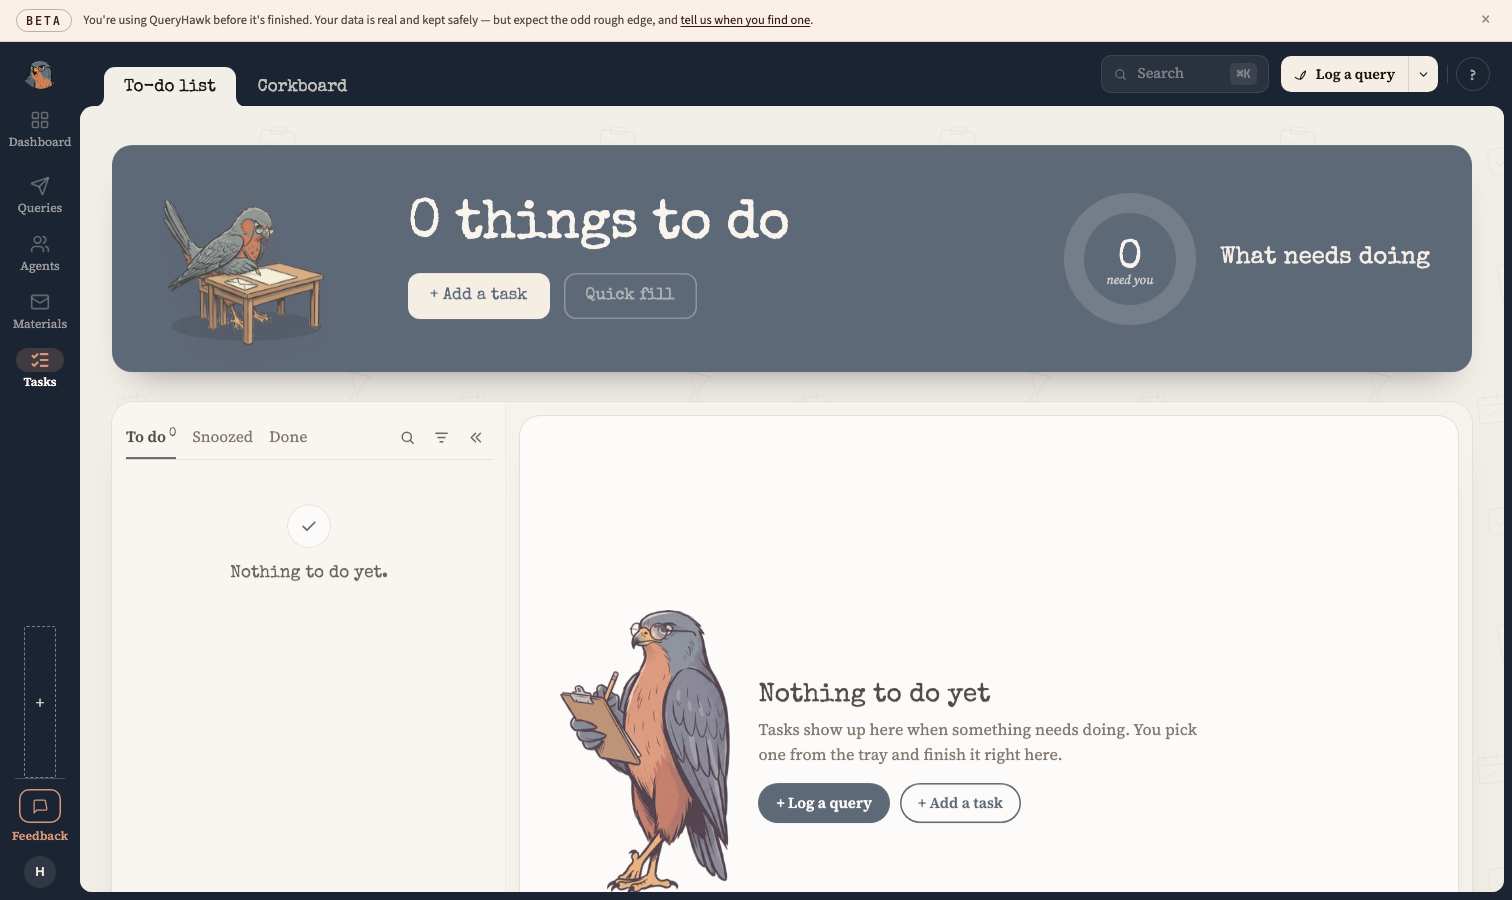 BETA
You're using QueryHawk before it's finished. Your data is real and kept safely — but expect the odd rough edge, and tell us when you find one.
×
To-do list
Corkboard
Search
⌘K
Log a query
?
Dashboard
Queries
Agents
Materials
Tasks
0 things to do
+ Add a task
Quick fill
0
need you
What needs doing
To do 0
Snoozed
Done
Nothing to do yet.
Nothing to do yet
Tasks show up here when something needs doing. You pick
one from the tray and finish it right here.
+ Log a query
+ Add a task
+
Feedback
H